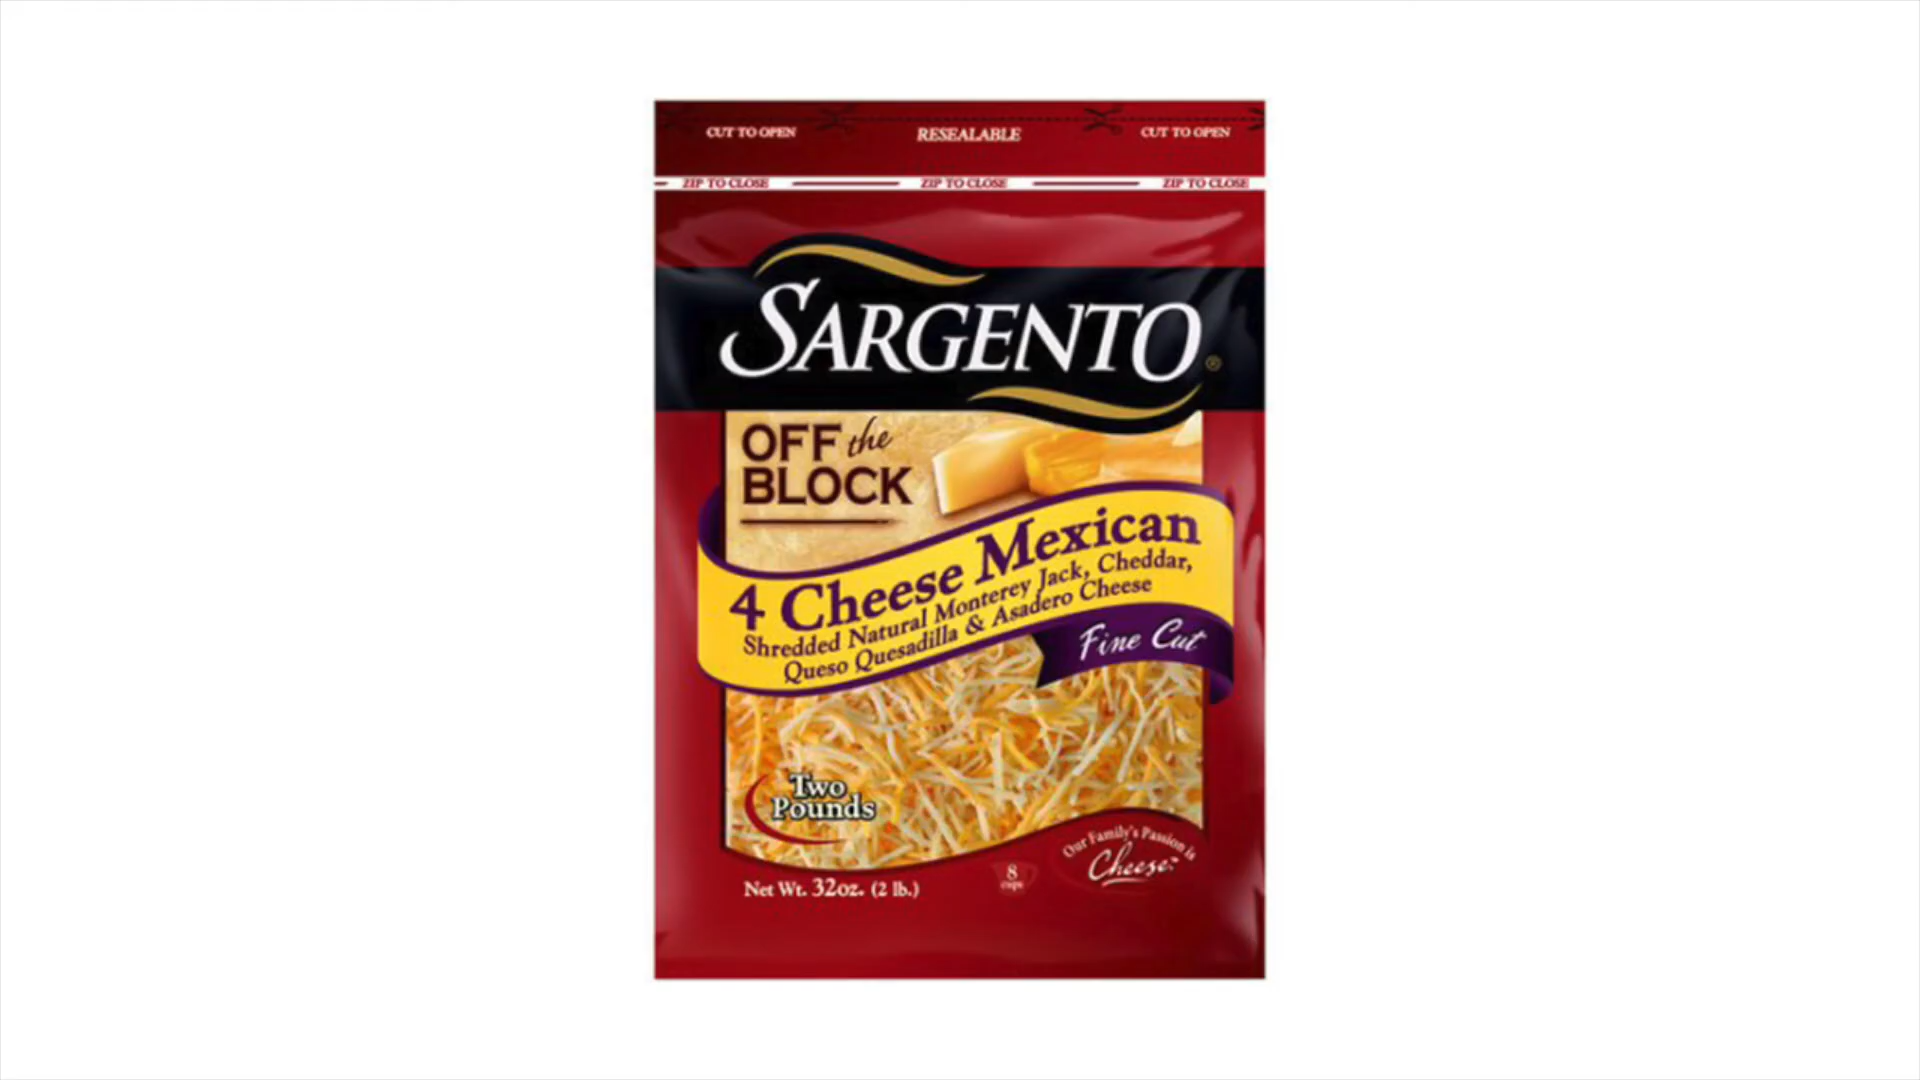 CUT TO OPEN RESEALABLE CUT TO OPEN
ZIP TO CLOSE ZIP TO CLOSE ZIP TO CLOSE
SARGENTO®
OFF the
BLOCK
4 Cheese Mexican
Shredded Natural Monterey Jack, Cheddar,
Queso Quesadilla & Asadero Cheese
Fine Cut
Two
Pounds
Our Family's Passion is
Cheese
8
cups
Net Wt. 32oz. (2 lb.)